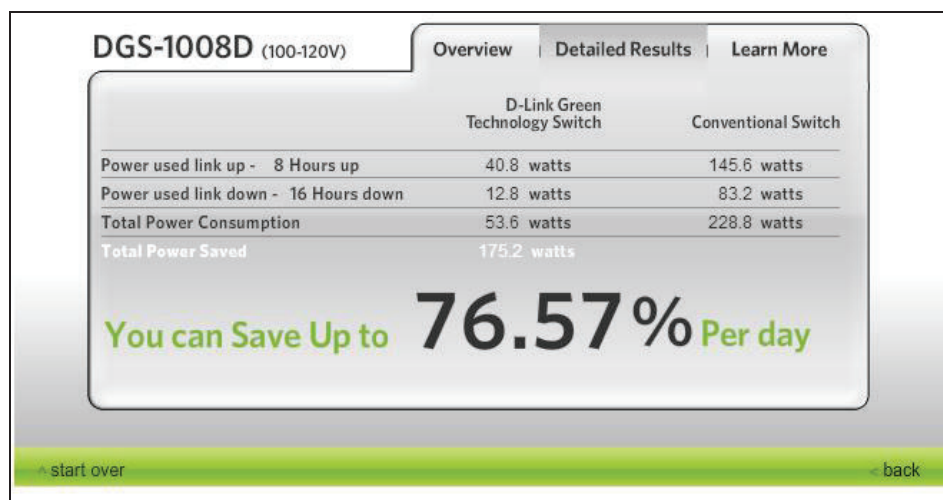 DGS-1008D (100-120V)
Overview | Detailed Results | Learn More
D-Link Green
Technology Switch
Conventional Switch
Power used link up - 8 Hours up 40.8 watts 145.6 watts
Power used link down - 16 Hours down 12.8 watts 83.2 watts
Total Power Consumption 53.6 watts 228.8 watts
Total Power Saved 175.2 watts
You can Save Up to 76.57% Per day
^ start over
< back